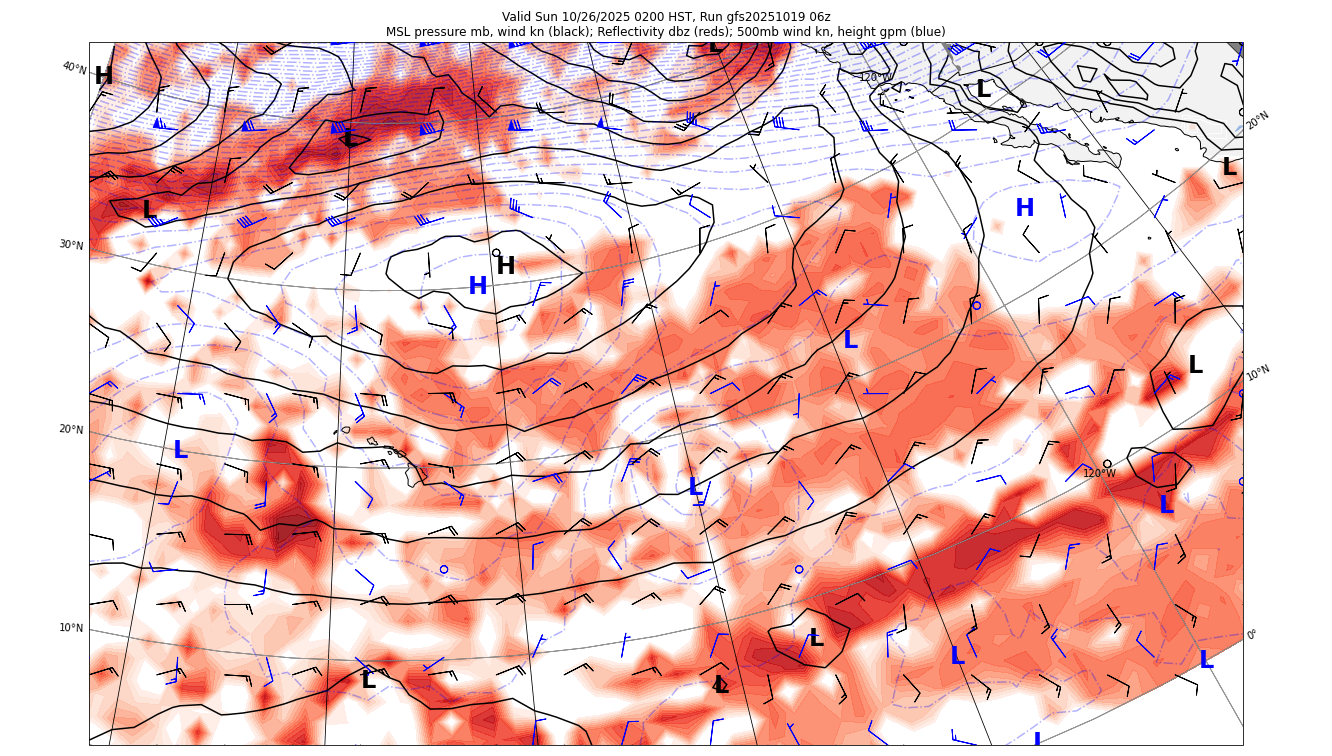 Valid Sun 10/26/2025 0200 HST, Run gfs20251019 06z
MSL pressure mb, wind kn (black); Reflectivity dbz (reds); 500mb wind kn, height gpm (blue)
L
40°N
H
120°W
L
20°N
L
L
L
H
30°N
H
H
L
L
10°N
20°N
L
120°W
L
L
10°N
L
0°
L
L
L
L
L